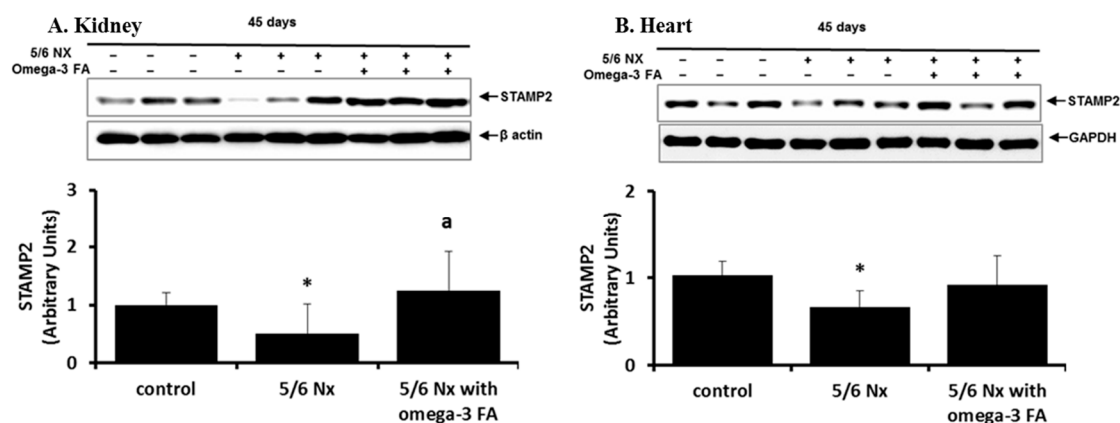 A. Kidney
45 days
5/6 NX – – – + + + + + +
Omega-3 FA – – – – – – + + +
STAMP2
β actin
3
2
1
0
STAMP2
(Arbitrary Units)
*
a
control
5/6 Nx
5/6 Nx with
omega-3 FA
B. Heart
45 days
5/6 NX – – – + + + + + +
Omega-3 FA – – – – – – + + +
STAMP2
GAPDH
2
1
0
STAMP2
(Arbitrary Units)
*
control
5/6 Nx
5/6 Nx with
omega-3 FA